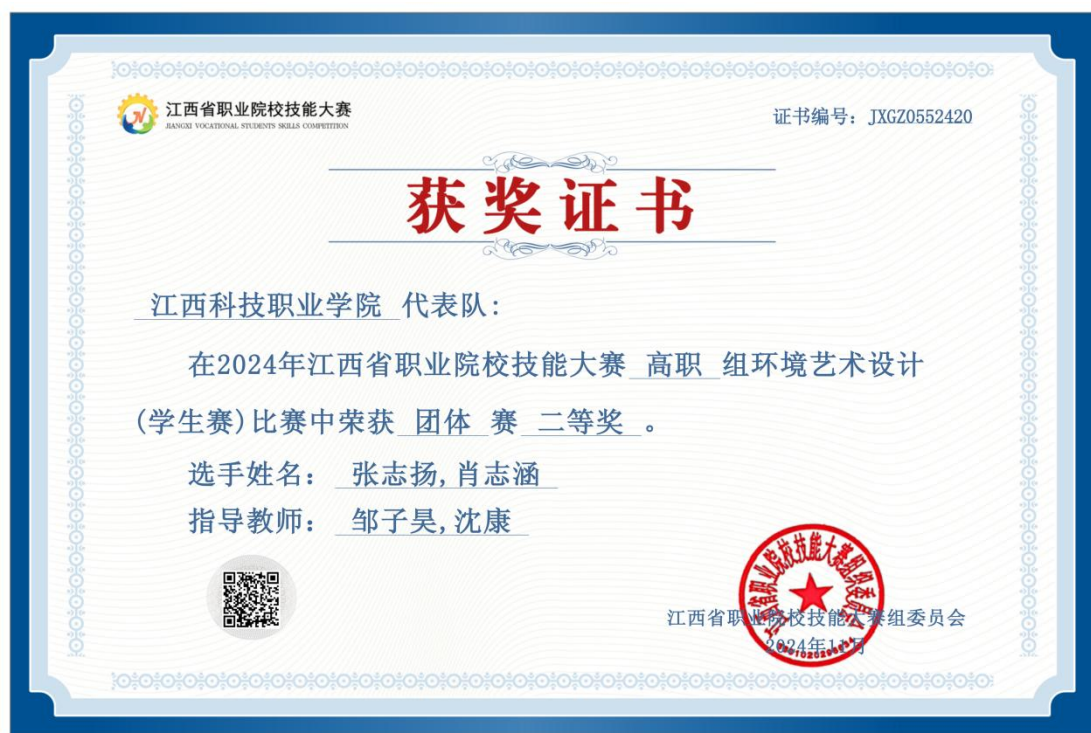 江西省职业院校技能大赛
JIANGXI VOCATIONAL STUDENTS SKILLS COMPETITION
证书编号：JXGZ0552420
获奖证书
江西科技职业学院 代表队：
在2024年江西省职业院校技能大赛 高职 组环境艺术设计
(学生赛)比赛中荣获 团体 赛 二等奖 。
选手姓名： 张志扬,肖志涵
指导教师： 邹子昊,沈康
江西省职业院校技能大赛组委员会
2024年11月